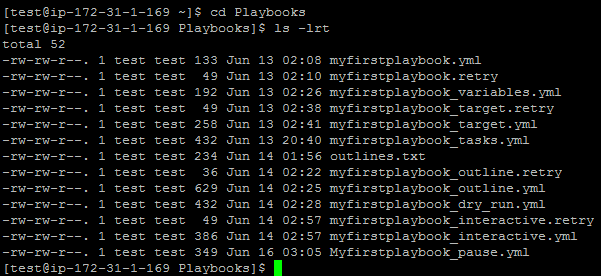 [test@ip-172-31-1-169 ~]$ cd Playbooks
[test@ip-172-31-1-169 Playbooks]$ ls -lrt
total 52
-rw-rw-r--. 1 test test 133 Jun 13 02:08 myfirstplaybook.yml
-rw-rw-r--. 1 test test  49 Jun 13 02:10 myfirstplaybook.retry
-rw-rw-r--. 1 test test 192 Jun 13 02:26 myfirstplaybook_variables.yml
-rw-rw-r--. 1 test test  49 Jun 13 02:38 myfirstplaybook_target.retry
-rw-rw-r--. 1 test test 258 Jun 13 02:41 myfirstplaybook_target.yml
-rw-rw-r--. 1 test test 432 Jun 13 20:40 myfirstplaybook_tasks.yml
-rw-rw-r--. 1 test test 234 Jun 14 01:56 outlines.txt
-rw-rw-r--. 1 test test  36 Jun 14 02:22 myfirstplaybook_outline.retry
-rw-rw-r--. 1 test test 629 Jun 14 02:25 myfirstplaybook_outline.yml
-rw-rw-r--. 1 test test 432 Jun 14 02:28 myfirstplaybook_dry_run.yml
-rw-rw-r--. 1 test test  49 Jun 14 02:57 myfirstplaybook_interactive.retry
-rw-rw-r--. 1 test test 386 Jun 14 02:57 myfirstplaybook_interactive.yml
-rw-rw-r--. 1 test test 349 Jun 16 03:05 Myfirstplaybook_pause.yml
[test@ip-172-31-1-169 Playbooks]$